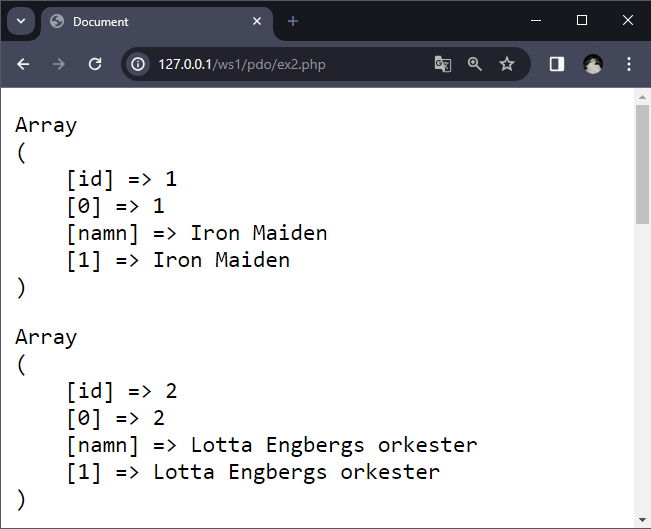 Document
127.0.0.1/ws1/pdo/ex2.php
Array
(
    [id] => 1
    [0] => 1
    [namn] => Iron Maiden
    [1] => Iron Maiden
)
Array
(
    [id] => 2
    [0] => 2
    [namn] => Lotta Engbergs orkester
    [1] => Lotta Engbergs orkester
)